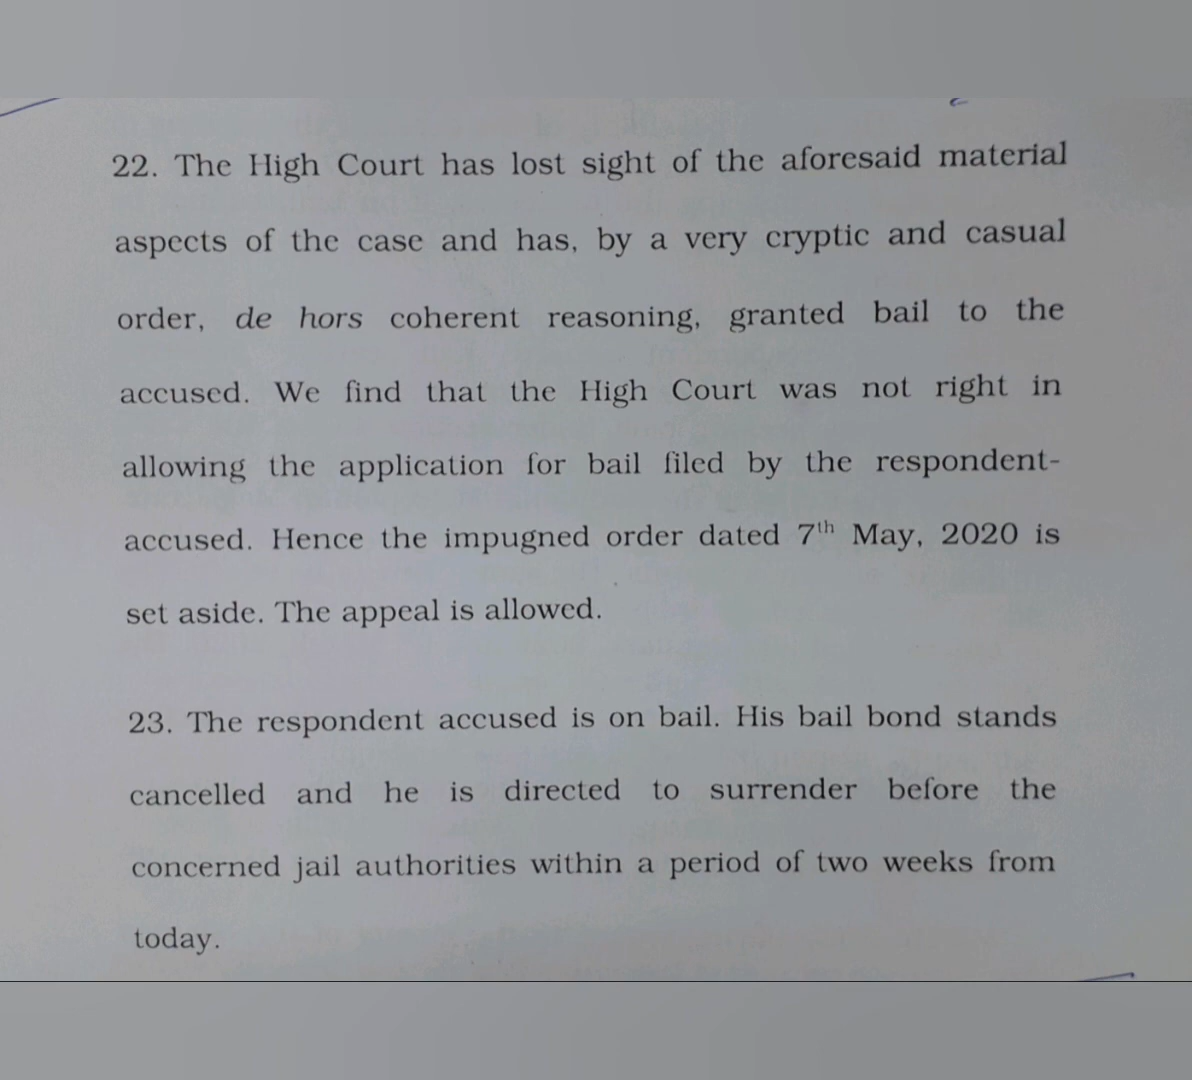 22. The High Court has lost sight of the aforesaid material
aspects of the case and has, by a very cryptic and casual
order, de hors coherent reasoning, granted bail to the
accused. We find that the High Court was not right in
allowing the application for bail filed by the respondent-
accused. Hence the impugned order dated 7th May, 2020 is
set aside. The appeal is allowed.
23. The respondent accused is on bail. His bail bond stands
cancelled and he is directed to surrender before the
concerned jail authorities within a period of two weeks from
today.